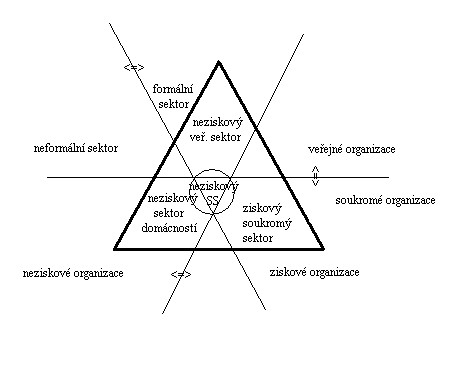 <=>
formální
sektor
neziskový
veř. sektor
neformální sektor
veřejné organizace
<=>
neziskový
SS
soukromé organizace
neziskový
sektor
domácností
ziskový
soukromý
sektor
neziskové organizace
<=>
ziskové organizace